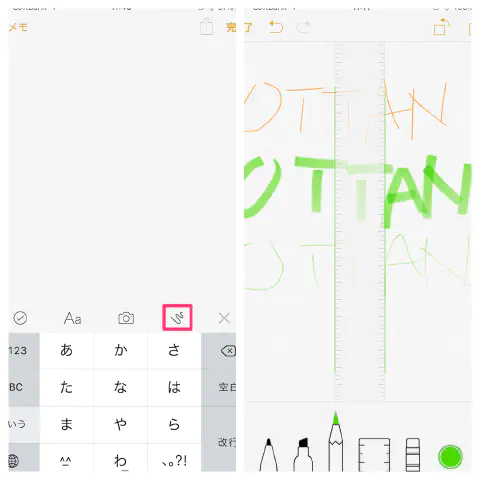 メモ
完
Aa
123
あ
か
さ
BC
た
な
は
空白
いう
ま
や
ら
改行
^^
わ
、。?!
了
OTTAN
OTTAN
OTTAN